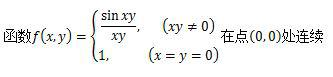 函数f(x,y) = { sin xy / xy, (xy ≠ 0)
1, (x = y = 0) 在点(0,0)处连续